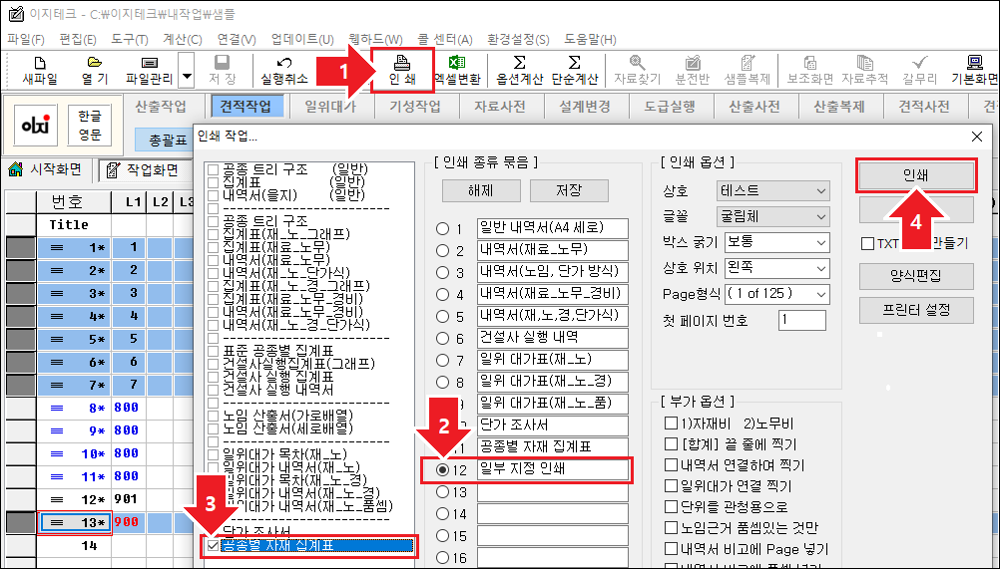 이지테크 - C:₩이지테크₩내작업₩샘플
파일(F) 편집(E) 도구(T) 계산(C) 연결(V) 업데이트(U) 웹하드(W) 콜 센터(A) 환경설정(S) 도움말(H)
새파일 열 기 파일관리 저 장 실행취소 1 인 쇄 엑셀변환 옵션계산 단순계산 자료찾기 분전반 샘플복제 보조화면 자료추적 갈무리 기본화면
olxi 한글 영문
산출작업 견적작업 일위대가 기성작업 자료사전 설계변경 도급실행 산출사전 산출복제 견적사전 견
총괄표
시작화면 작업화면
번호 L1 L2 L3
Title
1* 1
2* 2
3* 3
4* 4
5* 5
6* 6
7* 7
8* 800
9* 800
10* 800
11* 800
12* 901
13* 900
14
인쇄 작업...
공종 트리 구조 (일반)
집계표 (일반)
내역서(을지) (일반)
공종 트리 구조
집계표(재_노_그래프)
집계표(재료_노무)
내역서(재료_노무)
내역서(재_노_단가식)
집계표(재_노_경_그래프)
집계표(재료_노무_경비)
내역서(재료_노무_경비)
내역서(재_노_경_단가식)
표준 공종별 집계표
건설사실행집계표(그래프)
건설사 실행 집계표
건설사 실행 내역서
노임 산출서(가로배열)
노임 산출서(세로배열)
일위대가 목차(재_노)
일위대가 내역서(재_노)
일위대가 목차(재_노_경)
일위대가 내역서(재_노_경)
일위대가 내역서(재_노_품셈)
3
단가 조사서
공종별 자재 집계표
[ 인쇄 종류 묶음 ]
해제 저장
1 일반 내역서(A4 세로)
2 내역서(재료_노무)
3 내역서(노임, 단가 방식)
4 내역서(재료_노무_경비)
5 내역서(재,노,경,단가식)
6 건설사 실행 내역
7 일위 대가표(재_노)
8 일위 대가표(재_노_경)
일위 대가표(재_노_품)
2
단가 조사서
11 공종별 자재 집계표
12 일부 지정 인쇄
13
14
15
16
[ 인쇄 옵션 ]
상호 테스트
글꼴 굴림체
박스 굵기 보통
상호 위치 왼쪽
Page형식 ( 1 of 125 )
첫 페이지 번호 1
[ 부가 옵션 ]
1)자재비 2)노무비
[합계] 끝 줄에 찍기
내역서 연결하며 찍기
일위대가 연결 찍기
단위를 관청용으로
노임근거 품셈있는 것만
내역서 비고에 Page 넣기
내역서 비고에 품셈 넣기
인쇄
4
TXT 만들기
양식편집
프린터 설정